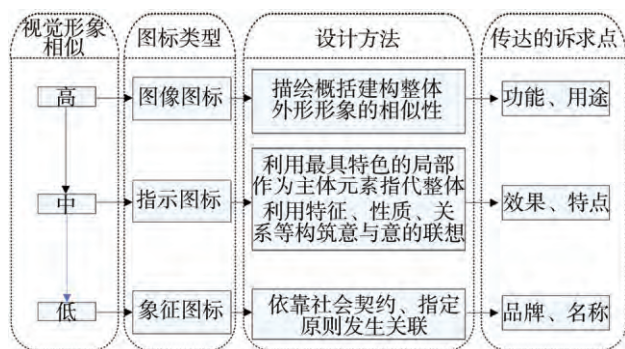 视觉形象
相似
图标类型
设计方法
传达的诉求点
高
图像图标
描绘概括建构整体
外形形象的相似性
功能、用途
中
指示图标
利用最具特色的局部
作为主体元素指代整体
利用特征、性质、关
系等构筑意与意的联想
效果、特点
低
象征图标
依靠社会契约、指定
原则发生关联
品牌、名称